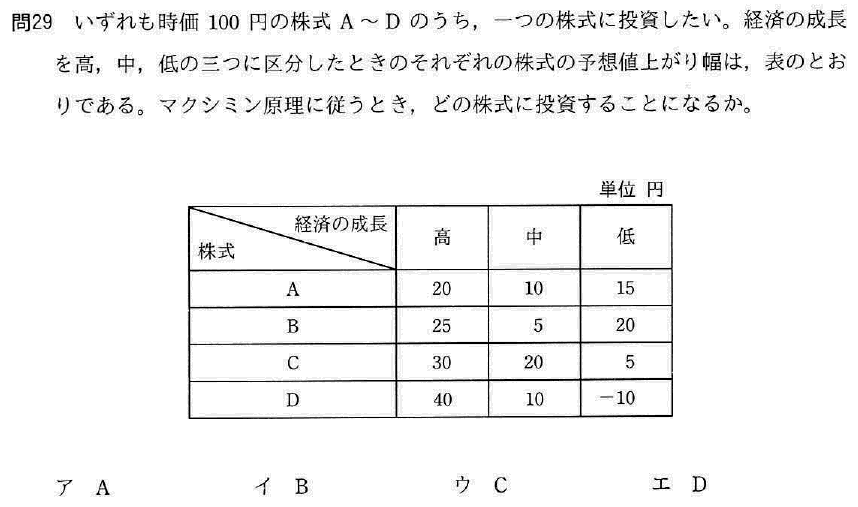 問29 いずれも時価 100 円の株式 A ～ D のうち，一つの株式に投資したい。経済の成長
を高，中，低の三つに区分したときのそれぞれの株式の予想値上がり幅は，表のとお
りである。マクシミン原理に従うとき，どの株式に投資することになるか。
単位 円
経済の成長
株式 高 中 低
A 20 10 15
B 25 5 20
C 30 20 5
D 40 10 −10
ア A イ B ウ C エ D